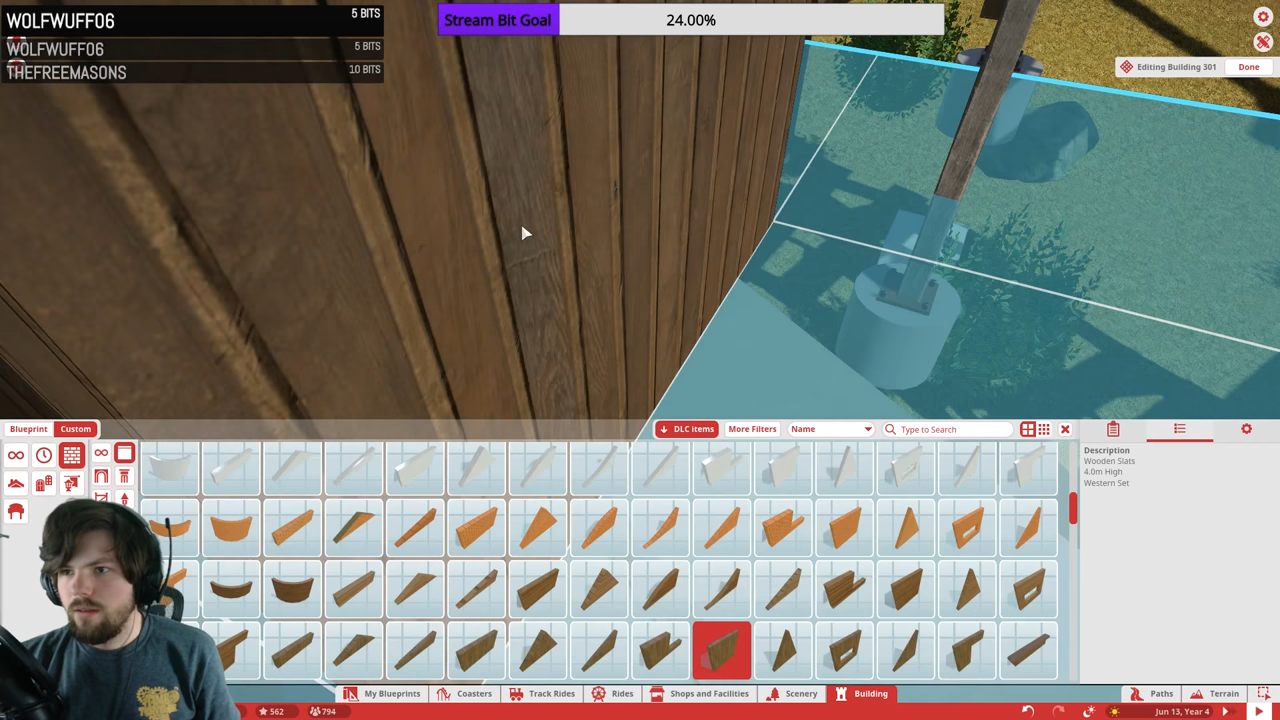 WOLFWUFF06 5 BITS
WOLFWUFF06 5 BITS
THEFREEMASONS 10 BITS
Stream Bit Goal 24.00%
Editing Building 301 Done
Blueprint Custom DLC items More Filters Name Type to Search
Description
Wooden Slats
4.0m High
Western Set
My Blueprints Coasters Track Rides Rides Shops and Facilities Scenery Building Paths Terrain
562 794 Jun 13, Year 4